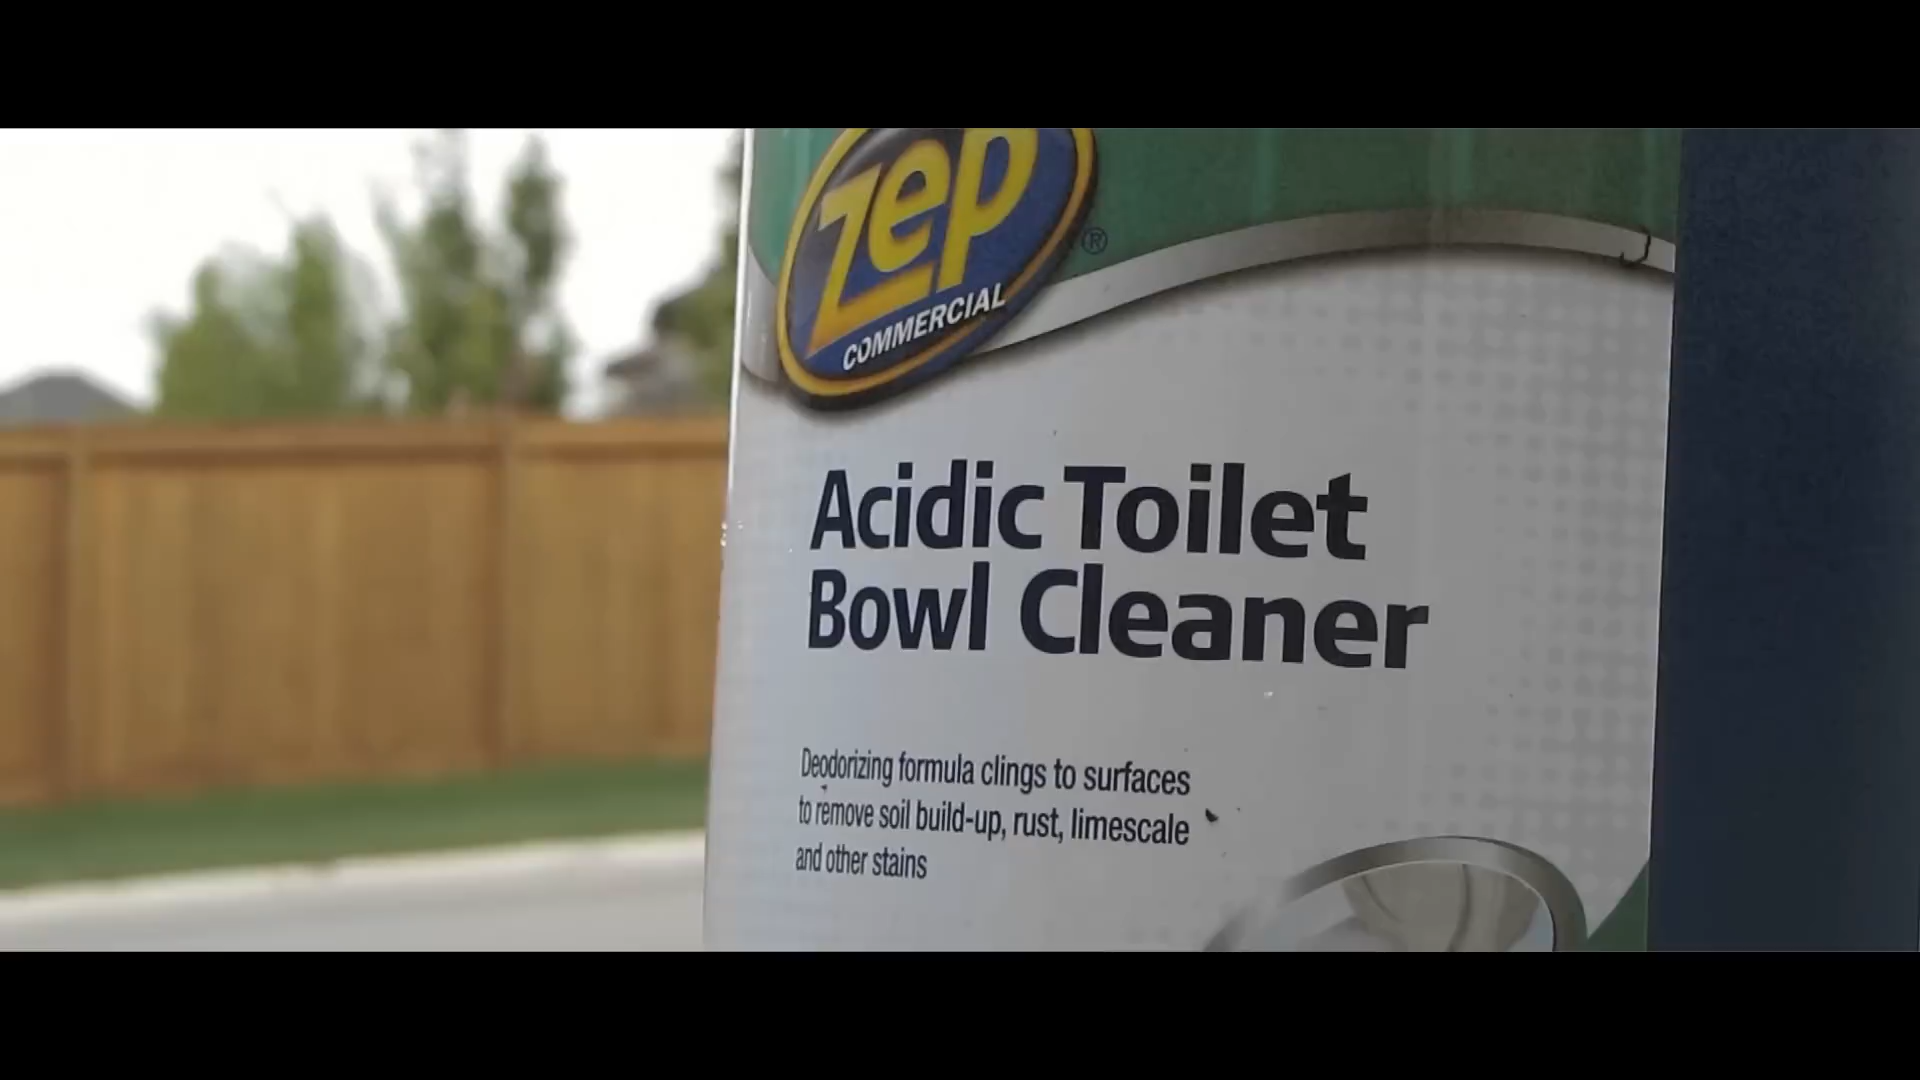 Zep
COMMERCIAL
®
Acidic Toilet
Bowl Cleaner
Deodorizing formula clings to surfaces
to remove soil build-up, rust, limescale
and other stains